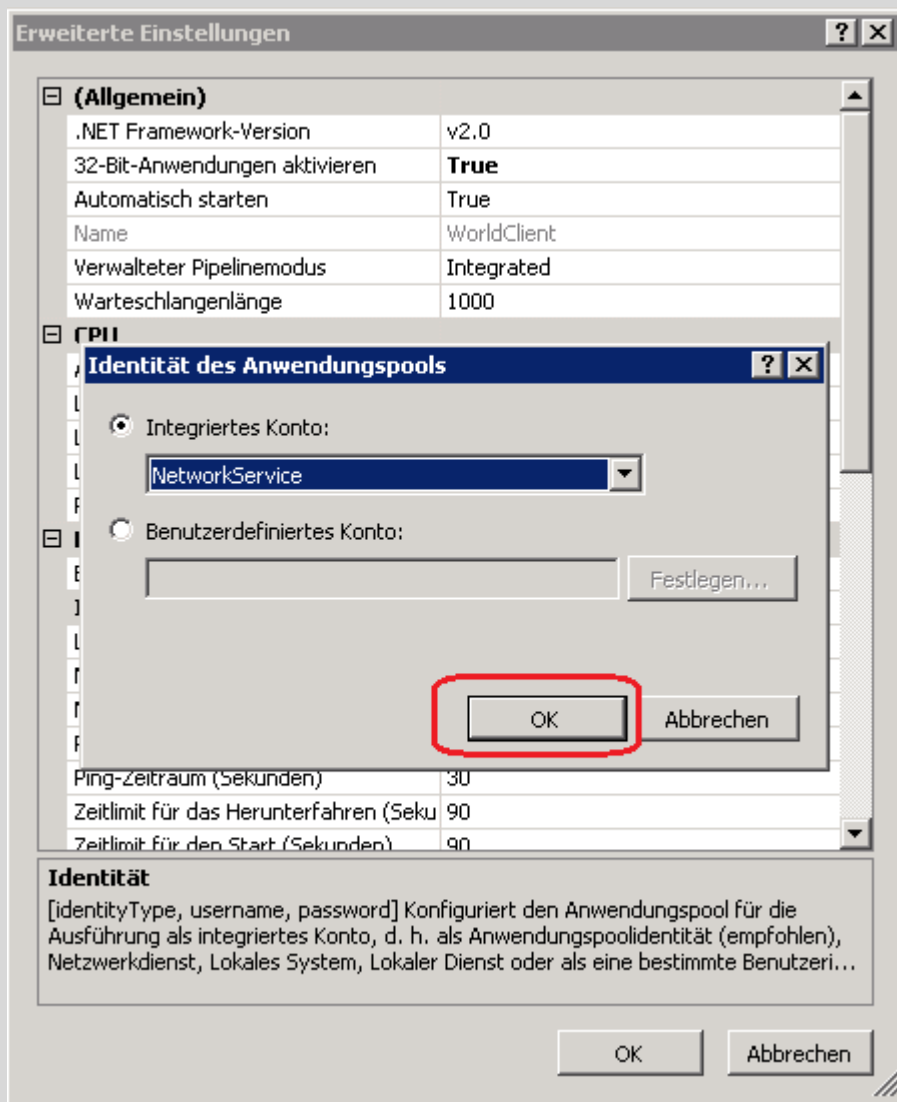 Erweiterte Einstellungen
(Allgemein)
.NET Framework-Version v2.0
32-Bit-Anwendungen aktivieren True
Automatisch starten True
Name WorldClient
Verwalteter Pipelinemodus Integrated
Warteschlangenlänge 1000
CPU
Identität des Anwendungspools
Integriertes Konto:
NetworkService
Benutzerdefiniertes Konto:
Festlegen...
OK Abbrechen
Ping-Zeitraum (Sekunden) 30
Zeitlimit für das Herunterfahren (Seku 90
Zeitlimit für den Start (Sekunden) 90
Identität
[identityType, username, password] Konfiguriert den Anwendungspool für die
Ausführung als integriertes Konto, d. h. als Anwendungspoolidentität (empfohlen),
Netzwerkdienst, Lokales System, Lokaler Dienst oder als eine bestimmte Benutzeri...
OK Abbrechen